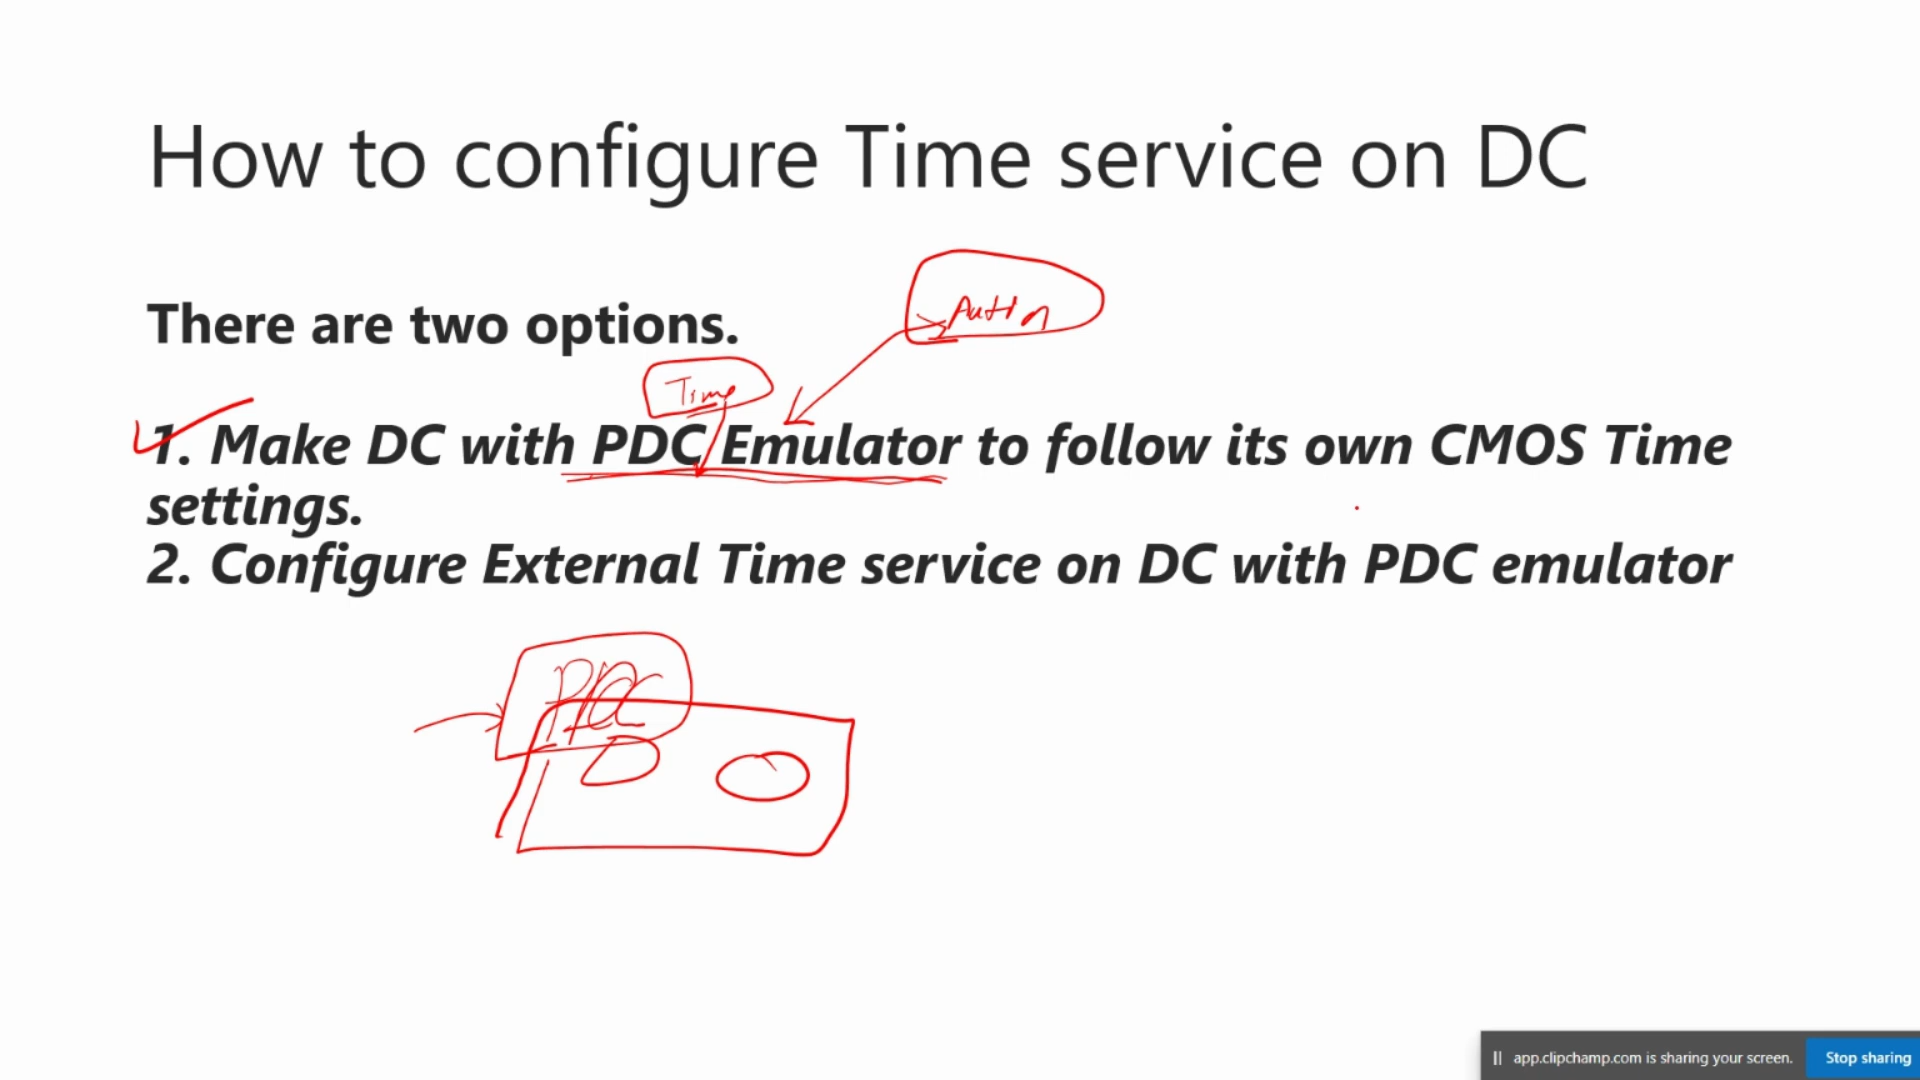 How to configure Time service on DC
There are two options.
Time
1. Make DC with PDC Emulator to follow its own CMOS Time
settings.
2. Configure External Time service on DC with PDC emulator
PDC
app.clipchamp.com is sharing your screen.
Stop sharing